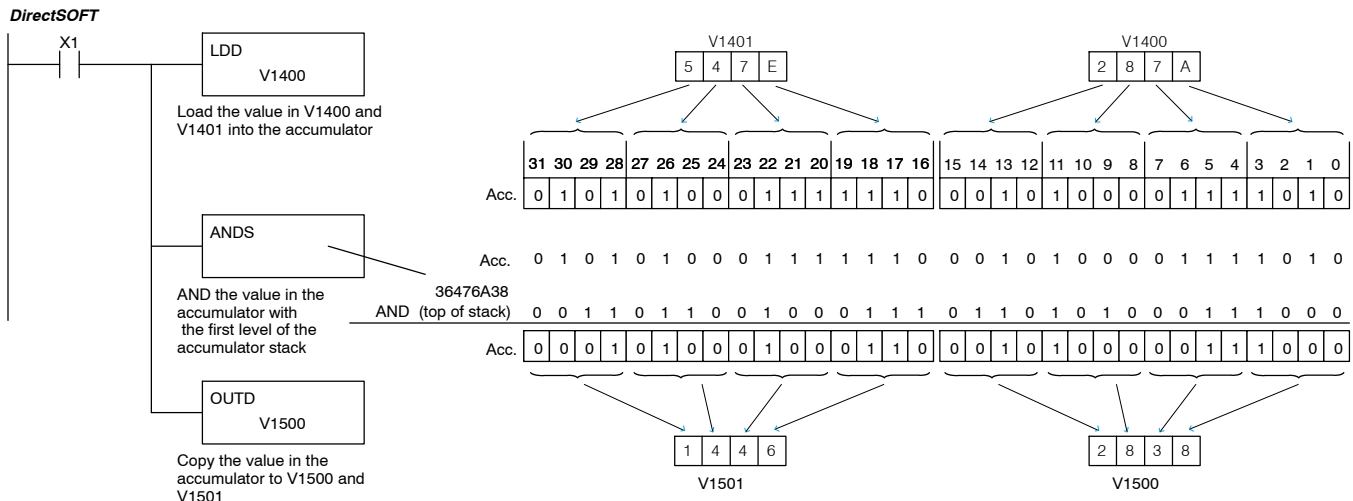 DirectSOFT
X1
LDD
V1400
Load the value in V1400 and
V1401 into the accumulator
V1401
5 4 7 E
V1400
2 8 7 A
31 30 29 28 27 26 25 24 23 22 21 20 19 18 17 16 15 14 13 12 11 10 9 8 7 6 5 4 3 2 1 0
Acc. 0 1 0 1 0 1 0 0 0 1 1 1 1 1 1 0 0 0 1 0 1 0 0 0 0 1 1 1 1 0 1 0
ANDS
AND the value in the
accumulator with
the first level of the
accumulator stack
Acc. 0 1 0 1 0 1 0 0 0 1 1 1 1 1 1 0 0 0 1 0 1 0 0 0 0 1 1 1 1 0 1 0
36476A38
AND (top of stack) 0 0 1 1 0 1 1 0 0 1 0 0 0 1 1 1 0 1 1 0 1 0 1 0 0 0 1 1 1 0 0 0
Acc. 0 0 0 1 0 1 0 0 0 1 0 0 0 1 1 0 0 0 1 0 1 0 0 0 0 0 1 1 1 0 0 0
OUTD
V1500
Copy the value in the
accumulator to V1500 and
V1501
1 4 4 6
V1501
2 8 3 8
V1500